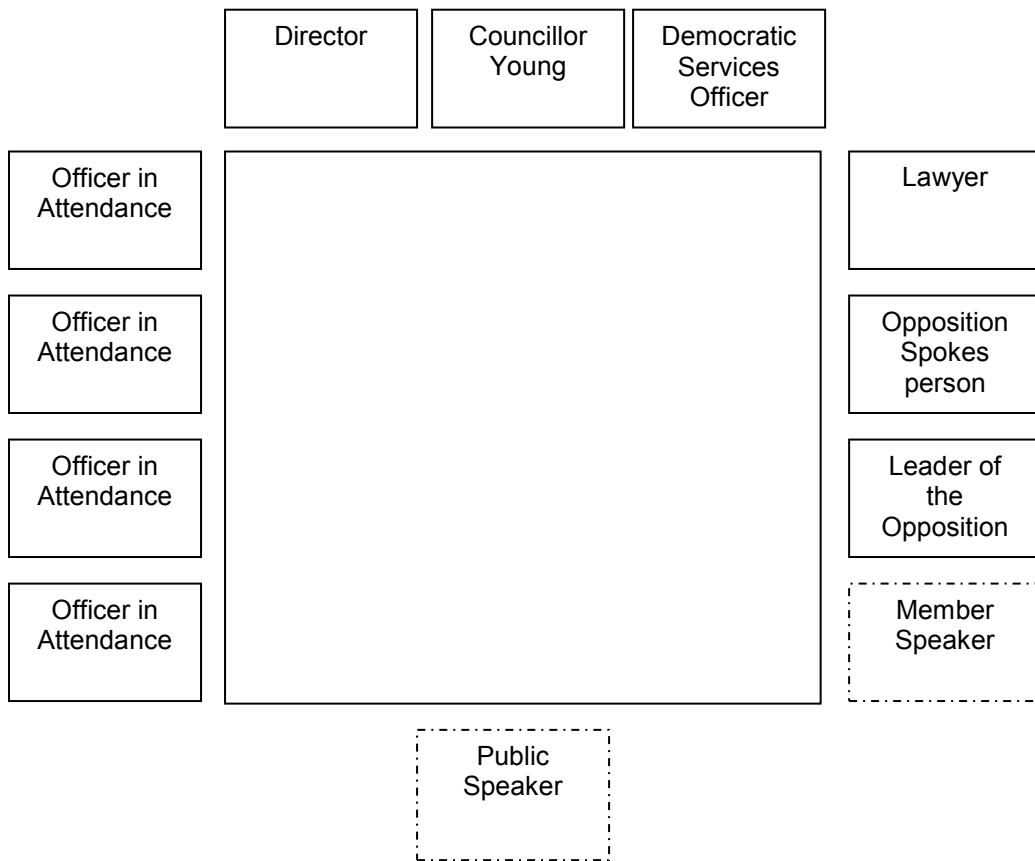 Director
Councillor
Young
Democratic
Services
Officer
Officer in
Attendance
Lawyer
Officer in
Attendance
Opposition
Spokes
person
Officer in
Attendance
Leader of
the
Opposition
Officer in
Attendance
Member
Speaker
Public
Speaker